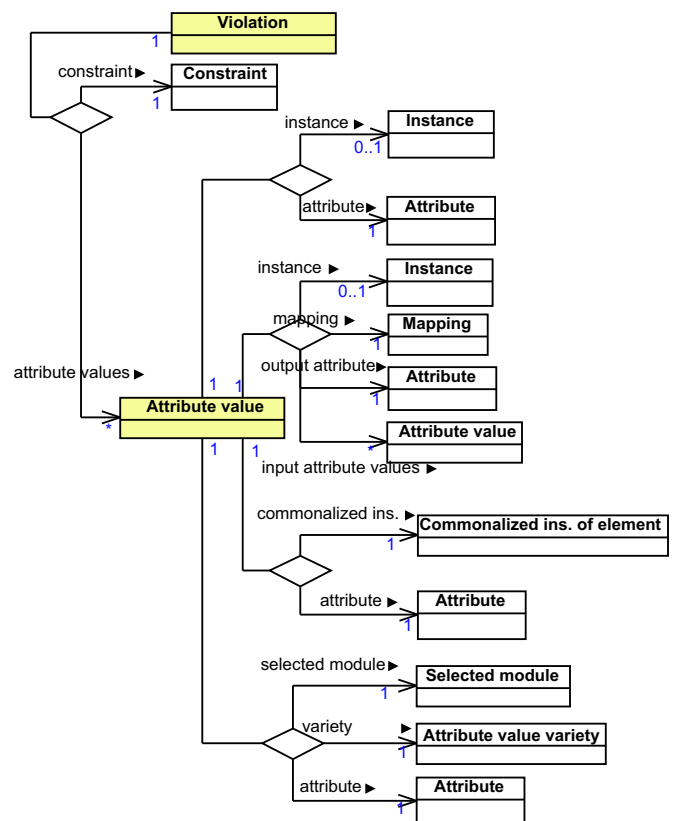 Violation
1
constraint ►
Constraint
1
instance ►
Instance
0..1
attribute ►
Attribute
1
instance ►
Instance
0..1
mapping ►
Mapping
1
output attribute ►
Attribute
1
attribute values ►
1
1
Attribute value
*
Attribute value
*
1
1
input attribute values ►
commonalized ins. ►
Commonalized ins. of element
1
attribute ►
Attribute
1
selected module ►
Selected module
1
variety ►
Attribute value variety
1
attribute ►
Attribute
1